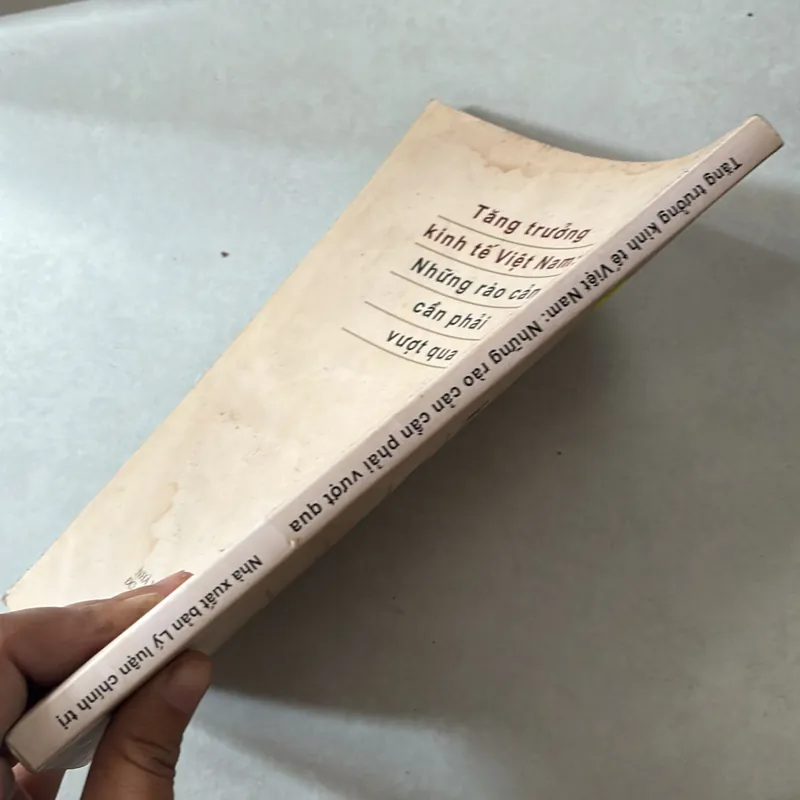 Tăng trưởng
kinh tế Việt Nam:
Những rào cản
cần phải
vượt qua
Tăng trưởng kinh tế Việt Nam: Những rào cản cần phải vượt qua
Nhà xuất bản Lý luận chính trị